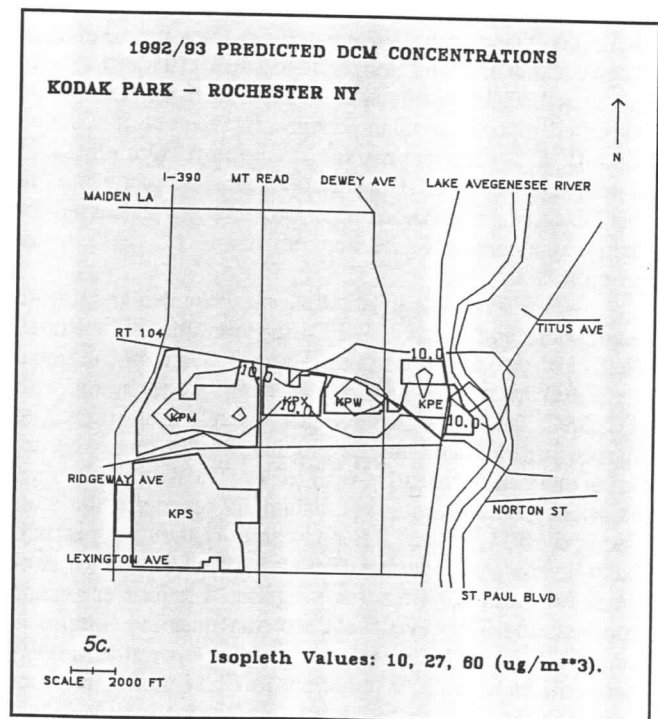 1992/93 PREDICTED DCM CONCENTRATIONS
KODAK PARK - ROCHESTER NY
N
I-390 MT READ DEWEY AVE LAKE AVEGENESEE RIVER
MAIDEN LA
RT 104
TITUS AVE
10.0
10.0
10.0
10.0
KPM
KPX
KPW
KPE
RIDGEWAY AVE
KPS
NORTON ST
LEXINGTON AVE
ST PAUL BLVD
5c.
Isopleth Values: 10, 27, 60 (ug/m**3).
SCALE 2000 FT